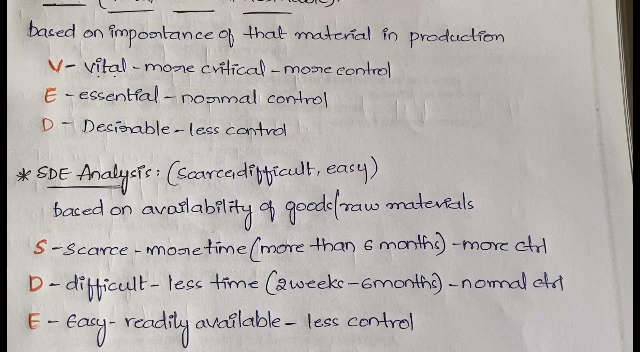 based on importance of that material in production
V - vital - more critical - more control
E - essential - normal control
D - Desirable - less control
* SDE Analysis: (scarce, difficult, easy)
based on availability of goods/raw materials
S - scarce - more time (more than 6 months) - more ctrl
D - difficult - less time (2weeks - 6months) - normal ctrl
E - Easy - readily available - less control